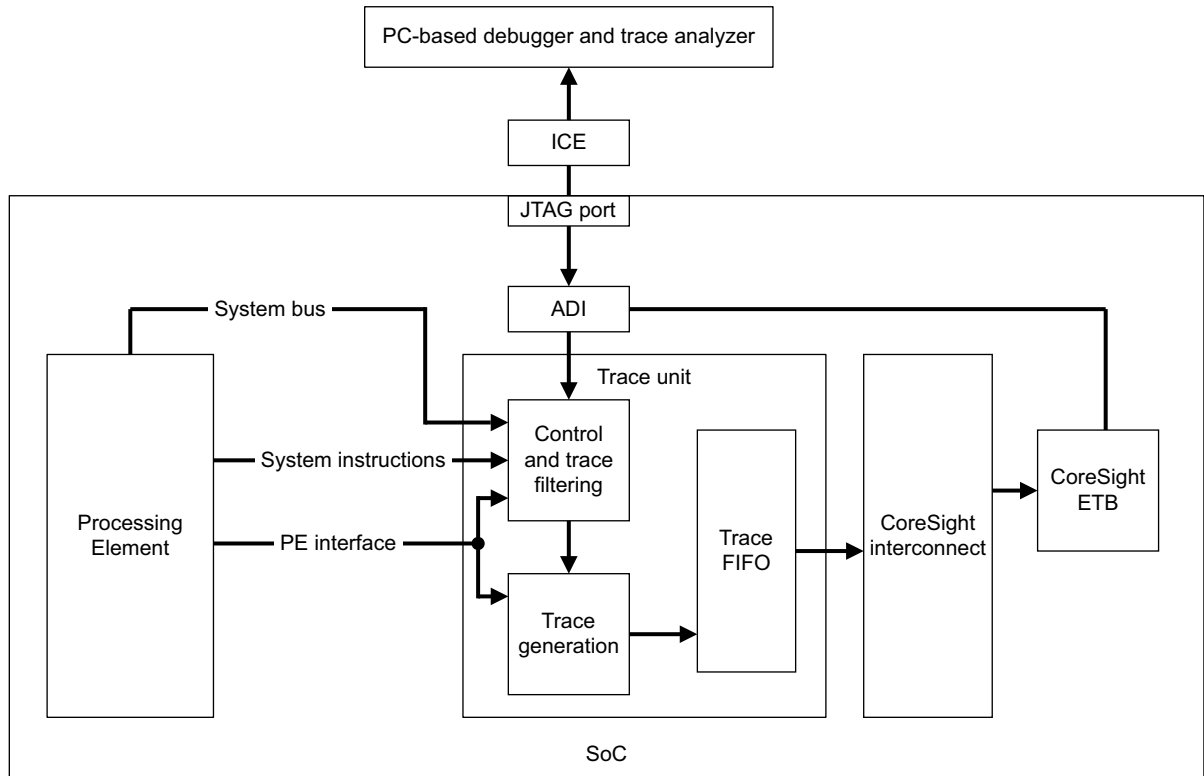 PC-based debugger and trace analyzer
ICE
JTAG port
ADI
System bus
Trace unit
Control
and trace
filtering
System instructions
CoreSight
ETB
Processing
Element
PE interface
Trace
FIFO
CoreSight
interconnect
Trace
generation
SoC